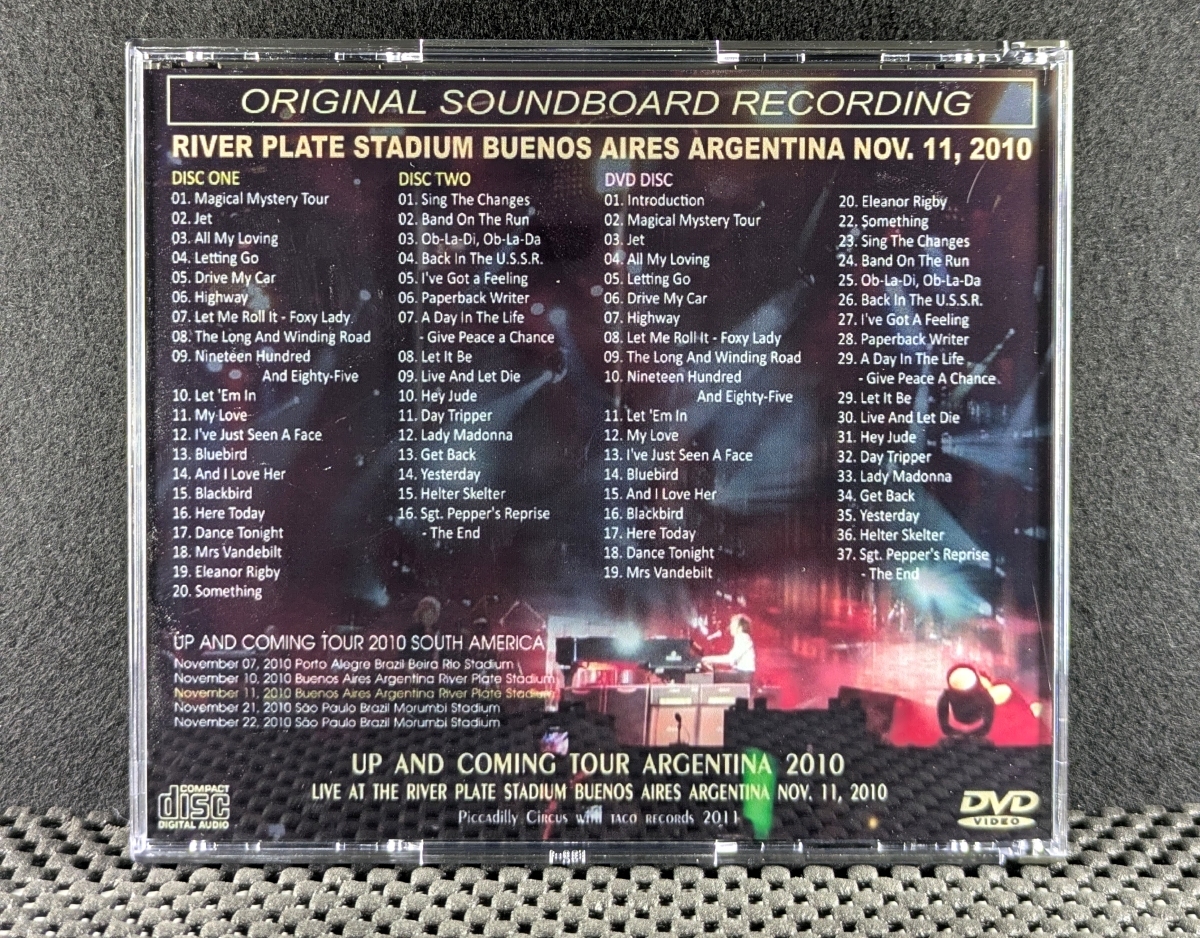 ORIGINAL SOUNDBOARD RECORDING
RIVER PLATE STADIUM BUENOS AIRES ARGENTINA NOV. 11, 2010
DISC ONE
01. Magical Mystery Tour
02. Jet
03. All My Loving
04. Letting Go
05. Drive My Car
06. Highway
07. Let Me Roll It - Foxy Lady
08. The Long And Winding Road
09. Nineteen Hundred
And Eighty-Five
10. Let 'Em In
11. My Love
12. I've Just Seen A Face
13. Bluebird
14. And I Love Her
15. Blackbird
16. Here Today
17. Dance Tonight
18. Mrs Vandebilt
19. Eleanor Rigby
20. Something
DISC TWO
01. Sing The Changes
02. Band On The Run
03. Ob-La-Di, Ob-La-Da
04. Back In The U.S.S.R.
05. I've Got a Feeling
06. Paperback Writer
07. A Day In The Life
- Give Peace a Chance
08. Let It Be
09. Live And Let Die
10. Hey Jude
11. Day Tripper
12. Lady Madonna
13. Get Back
14. Yesterday
15. Helter Skelter
16. Sgt. Pepper's Reprise
- The End
DVD DISC
01. Introduction
02. Magical Mystery Tour
03. Jet
04. All My Loving
05. Letting Go
06. Drive My Car
07. Highway
08. Let Me Roll It - Foxy Lady
09. The Long And Winding Road
10. Nineteen Hundred
And Eighty-Five
11. Let 'Em In
12. My Love
13. I've Just Seen A Face
14. Bluebird
15. And I Love Her
16. Blackbird
17. Here Today
18. Dance Tonight
19. Mrs Vandebilt
20. Eleanor Rigby
22. Something
23. Sing The Changes
24. Band On The Run
25. Ob-La-Di, Ob-La-Da
26. Back In The U.S.S.R.
27. I've Got A Feeling
28. Paperback Writer
29. A Day In The Life
- Give Peace A Chance
29. Let It Be
30. Live And Let Die
31. Hey Jude
32. Day Tripper
33. Lady Madonna
34. Get Back
35. Yesterday
36. Helter Skelter
37. Sgt. Pepper's Reprise
- The End
UP AND COMING TOUR 2010 SOUTH AMERICA
November 07, 2010 Porto Alegre Brazil Beira Rio Stadium
November 10, 2010 Buenos Aires Argentina River Plate Stadium
November 11, 2010 Buenos Aires Argentina River Plate Stadium
November 21, 2010 São Paulo Brazil Morumbi Stadium
November 22, 2010 São Paulo Brazil Morumbi Stadium
UP AND COMING TOUR ARGENTINA 2010
LIVE AT THE RIVER PLATE STADIUM BUENOS AIRES ARGENTINA NOV. 11, 2010
Piccadilly Circus with TACO RECORDS 2011
COMPACT
disc
DIGITAL AUDIO
DVD
VIDEO